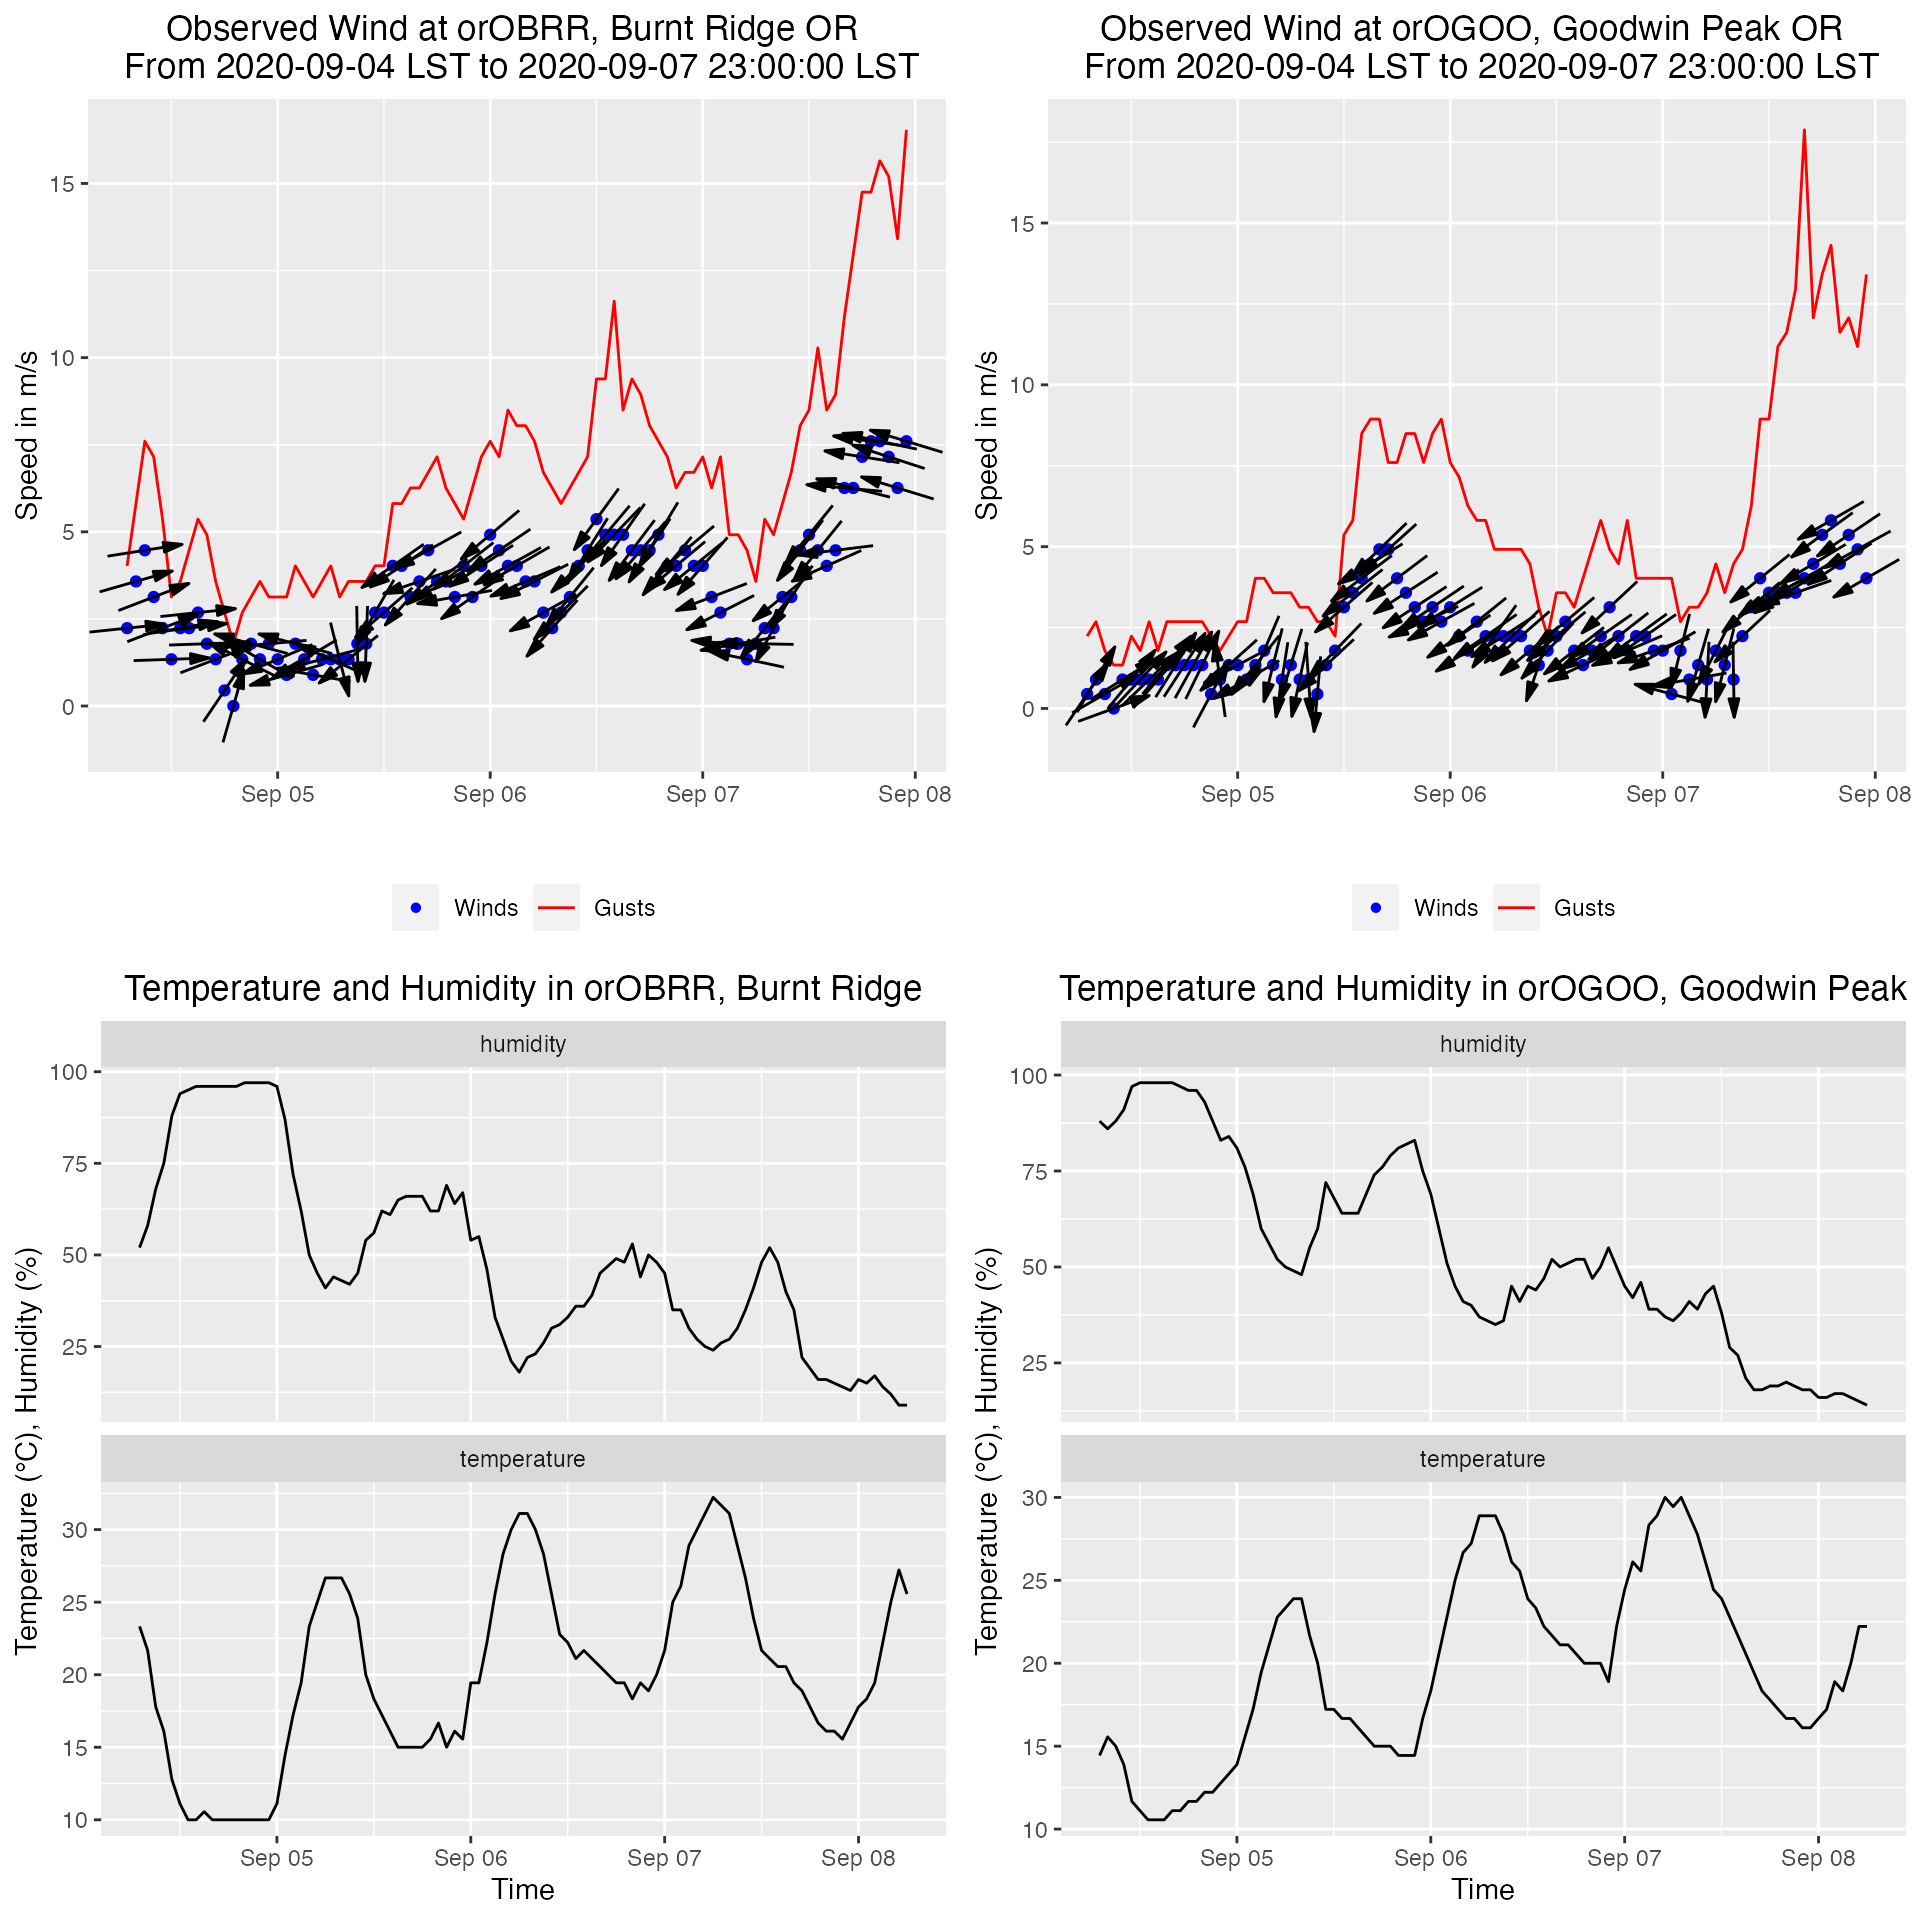 Observed Wind at orOBRR, Burnt Ridge OR
From 2020-09-04 LST to 2020-09-07 23:00:00 LST
Speed in m/s
15
10
5
0
Sep 05
Sep 06
Sep 07
Sep 08
Winds
Gusts
Observed Wind at orOGOO, Goodwin Peak OR
From 2020-09-04 LST to 2020-09-07 23:00:00 LST
Speed in m/s
15
10
5
0
Sep 05
Sep 06
Sep 07
Sep 08
Winds
Gusts
Temperature and Humidity in orOBRR, Burnt Ridge
Temperature (°C), Humidity (%)
humidity
100
75
50
25
temperature
30
25
20
15
10
Sep 05
Sep 06
Sep 07
Sep 08
Time
Temperature and Humidity in orOGOO, Goodwin Peak
Temperature (°C), Humidity (%)
humidity
100
75
50
25
temperature
30
25
20
15
10
Sep 05
Sep 06
Sep 07
Sep 08
Time